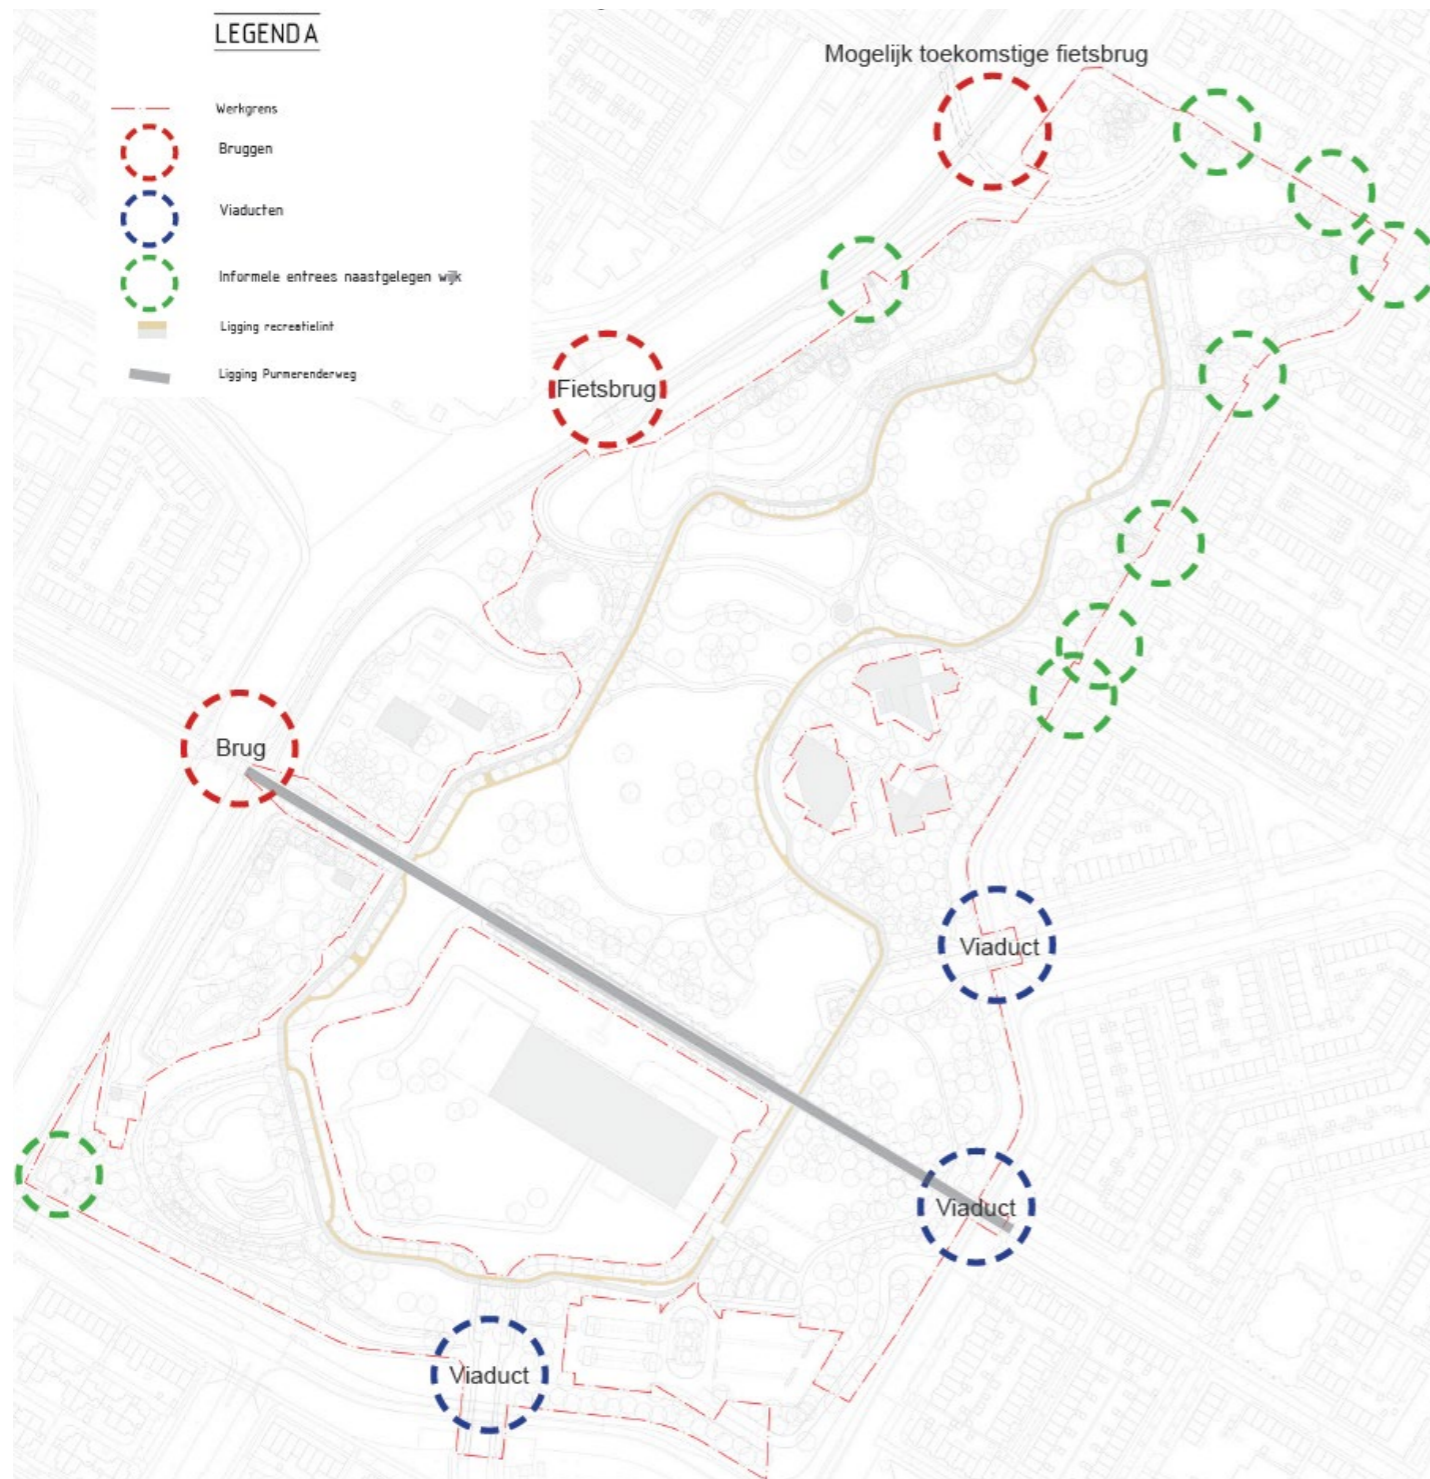 LEGENDA
Werkgrens
Bruggen
Viaducten
Informele entrees naastgelegen wijk
Ligging recreatielint
Ligging Purmerenderweg
Mogelijk toekomstige fietsbrug
Fietsbrug
Brug
Viaduct
Viaduct
Viaduct